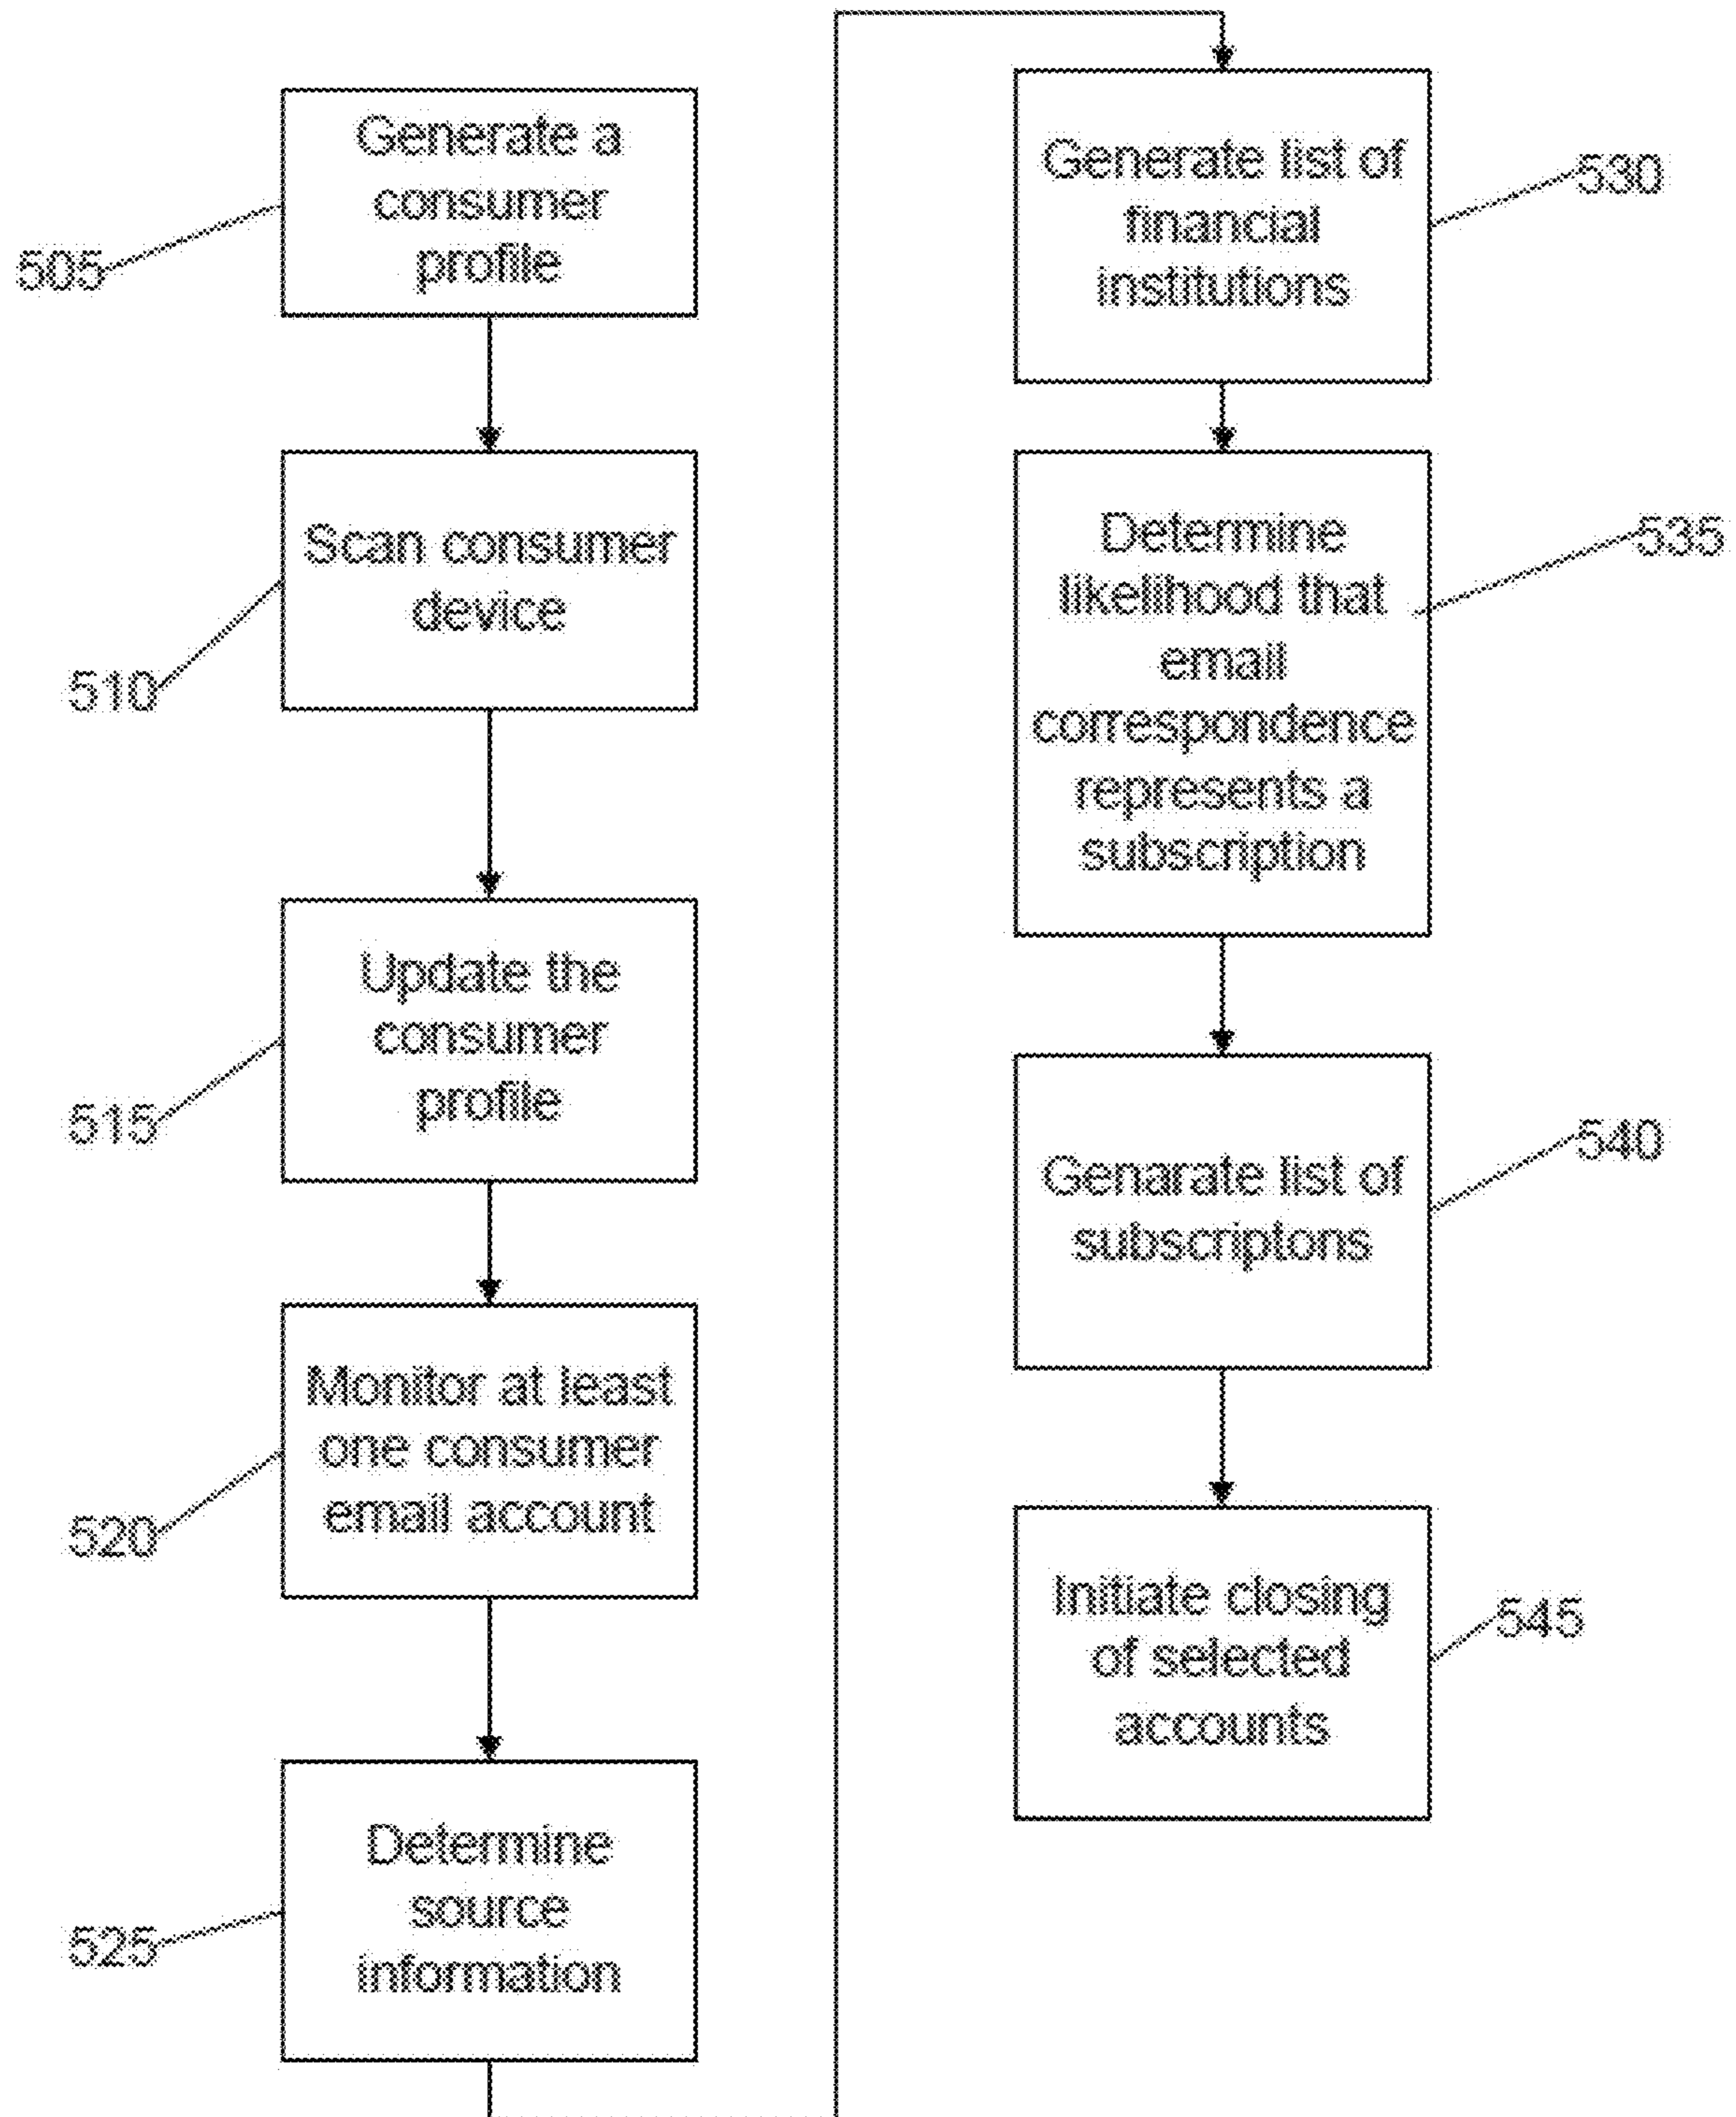 Generate a
consumer
profile
505
Scan consumer
device
510
Update the
consumer
profile
515
Monitor at least
one consumer
email account
520
Determine
source
information
525
Generate list of
financial
institutions
530
Determine
likelihood that
email
correspondence
represents a
subscription
535
Genarate list of
subscriptons
540
Initiate closing
of selected
accounts
545